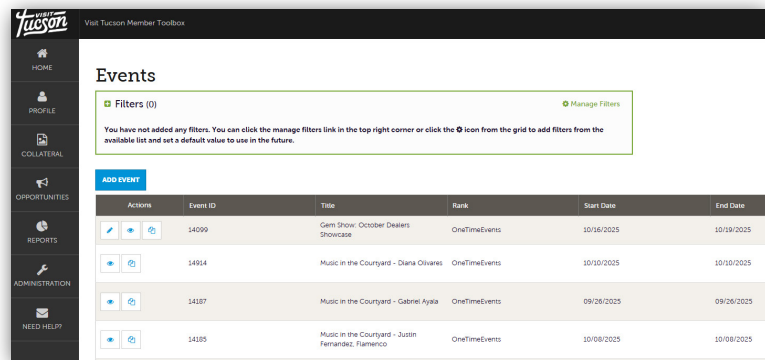 VISIT
Tucson
Visit Tucson Member Toolbox
HOME
PROFILE
COLLATERAL
OPPORTUNITIES
REPORTS
ADMINISTRATION
NEED HELP?
Events
Filters (0)
Manage Filters
You have not added any filters. You can click the manage filters link in the top right corner or click the icon from the grid to add filters from the
available list and set a default value to use in the future.
ADD EVENT
Actions Event ID Title Rank Start Date End Date
14099 Gem Show: October Dealers OneTimeEvents 10/16/2025 10/19/2025
Showcase
14914 Music in the Courtyard - Diana Olivares OneTimeEvents 10/10/2025 10/10/2025
14187 Music in the Courtyard - Gabriel Ayala OneTimeEvents 09/26/2025 09/26/2025
14185 Music in the Courtyard - Justin OneTimeEvents 10/08/2025 10/08/2025
Fernandez, Flamenco